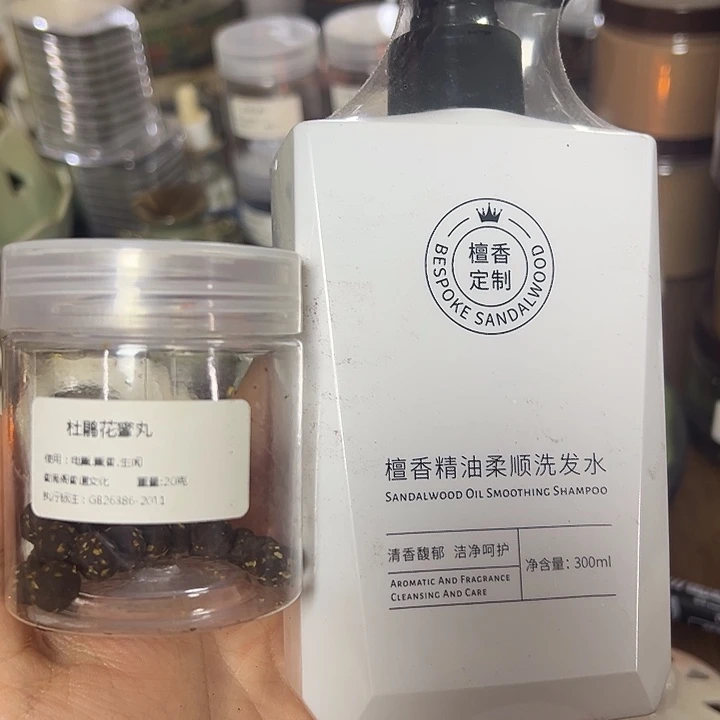 杜鹃花蜜丸
重量:20克
执行标注:GB26386-2011
檀香
定制
BESPOKE SANDALWOOD
檀香精油柔顺洗发水
SANDALWOOD OIL SMOOTHING SHAMPOO
清香馥郁 洁净呵护
AROMATIC AND FRAGRANCE
CLEANSING AND CARE
净含量: 300ml